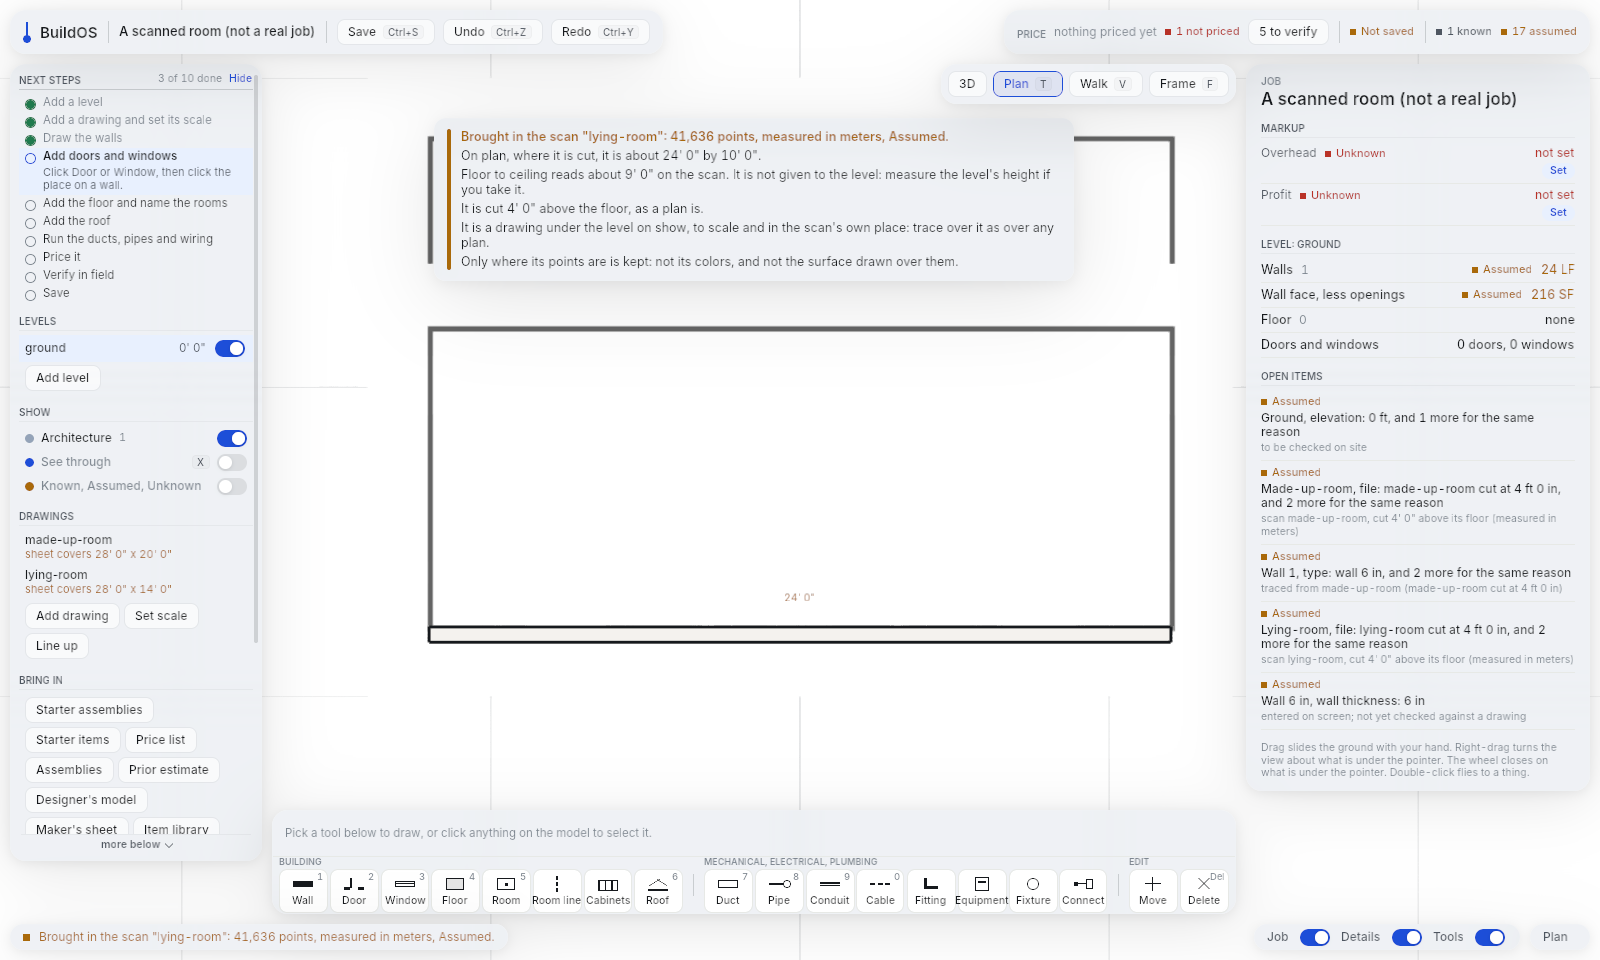 BuildOS
A scanned room (not a real job)
Save Ctrl+S
Undo Ctrl+Z
Redo Ctrl+Y
PRICE nothing priced yet
1 not priced
5 to verify
Not saved
1 known
17 assumed
NEXT STEPS 3 of 10 done Hide
Add a level
Add a drawing and set its scale
Draw the walls
Add doors and windows
Click Door or Window, then click the
place on a wall.
Add the floor and name the rooms
Add the roof
Run the ducts, pipes and wiring
Price it
Verify in field
Save
LEVELS
ground 0' 0"
Add level
SHOW
Architecture 1
See through X
Known, Assumed, Unknown
DRAWINGS
made-up-room
sheet covers 28' 0" x 20' 0"
lying-room
sheet covers 28' 0" x 14' 0"
Add drawing
Set scale
Line up
BRING IN
Starter assemblies
Starter items
Price list
Assemblies
Prior estimate
Designer's model
Maker's sheet
Item library
more below
3D
Plan T
Walk V
Frame F
Brought in the scan "lying-room": 41,636 points, measured in meters, Assumed.
On plan, where it is cut, it is about 24' 0" by 10' 0".
Floor to ceiling reads about 9' 0" on the scan. It is not given to the level: measure the level's height if
you take it.
It is cut 4' 0" above the floor, as a plan is.
It is a drawing under the level on show, to scale and in the scan's own place: trace over it as over any
plan.
Only where its points are is kept: not its colors, and not the surface drawn over them.
24' 0"
JOB
A scanned room (not a real job)
MARKUP
Overhead Unknown not set
Set
Profit Unknown not set
Set
LEVEL: GROUND
Walls 1 Assumed 24 LF
Wall face, less openings Assumed 216 SF
Floor 0 none
Doors and windows 0 doors, 0 windows
OPEN ITEMS
Assumed
Ground, elevation: 0 ft, and 1 more for the same
reason
to be checked on site
Assumed
Made-up-room, file: made-up-room cut at 4 ft 0 in,
and 2 more for the same reason
scan made-up-room, cut 4' 0" above its floor (measured in
meters)
Assumed
Wall 1, type: wall 6 in, and 2 more for the same reason
traced from made-up-room (made-up-room cut at 4 ft 0 in)
Assumed
Lying-room, file: lying-room cut at 4 ft 0 in, and 2
more for the same reason
scan lying-room, cut 4' 0" above its floor (measured in meters)
Assumed
Wall 6 in, wall thickness: 6 in
entered on screen; not yet checked against a drawing
Drag slides the ground with your hand. Right-drag turns the
view about what is under the pointer. The wheel closes on
what is under the pointer. Double-click flies to a thing.
Pick a tool below to draw, or click anything on the model to select it.
BUILDING
Wall 1
Door 2
Window 3
Floor 4
Room 5
Room line
Cabinets
Roof 6
MECHANICAL, ELECTRICAL, PLUMBING
Duct 7
Pipe 8
Conduit 9
Cable 0
Fitting
Equipment
Fixture
Connect
EDIT
Move
Delete Del
Brought in the scan "lying-room": 41,636 points, measured in meters, Assumed.
Job
Details
Tools
Plan